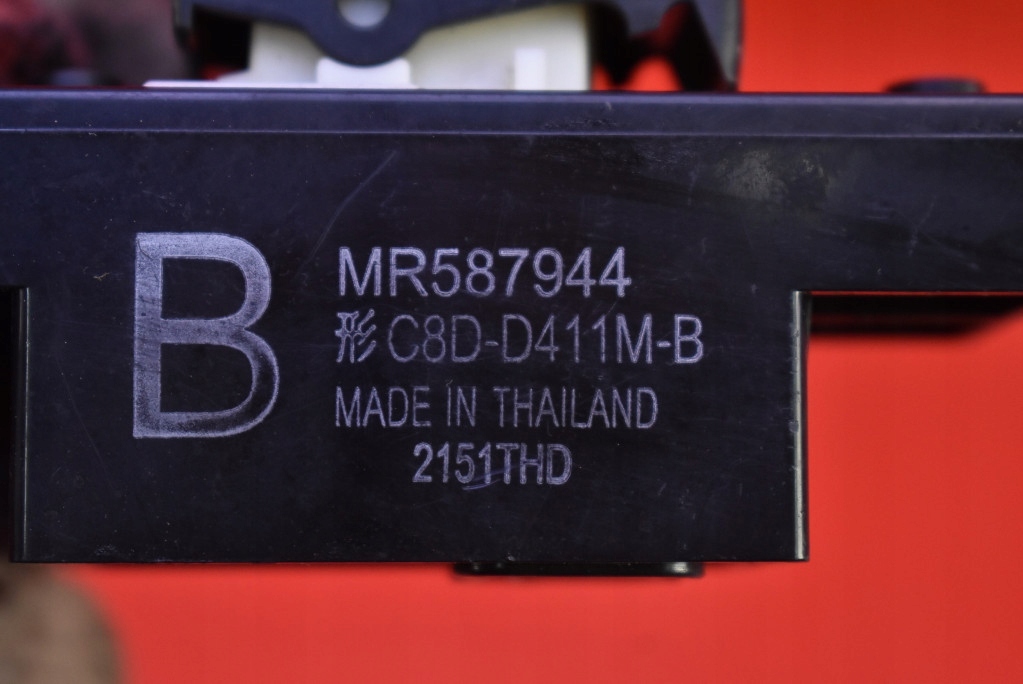 B
MR587944
形 C8D-D411M-B
MADE IN THAILAND
2151THD